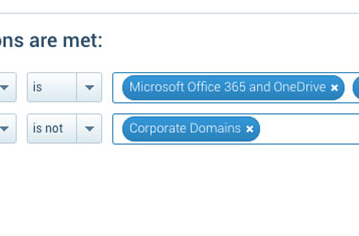 ons are met:
is Microsoft Office 365 and OneDrive ×
is not Corporate Domains ×